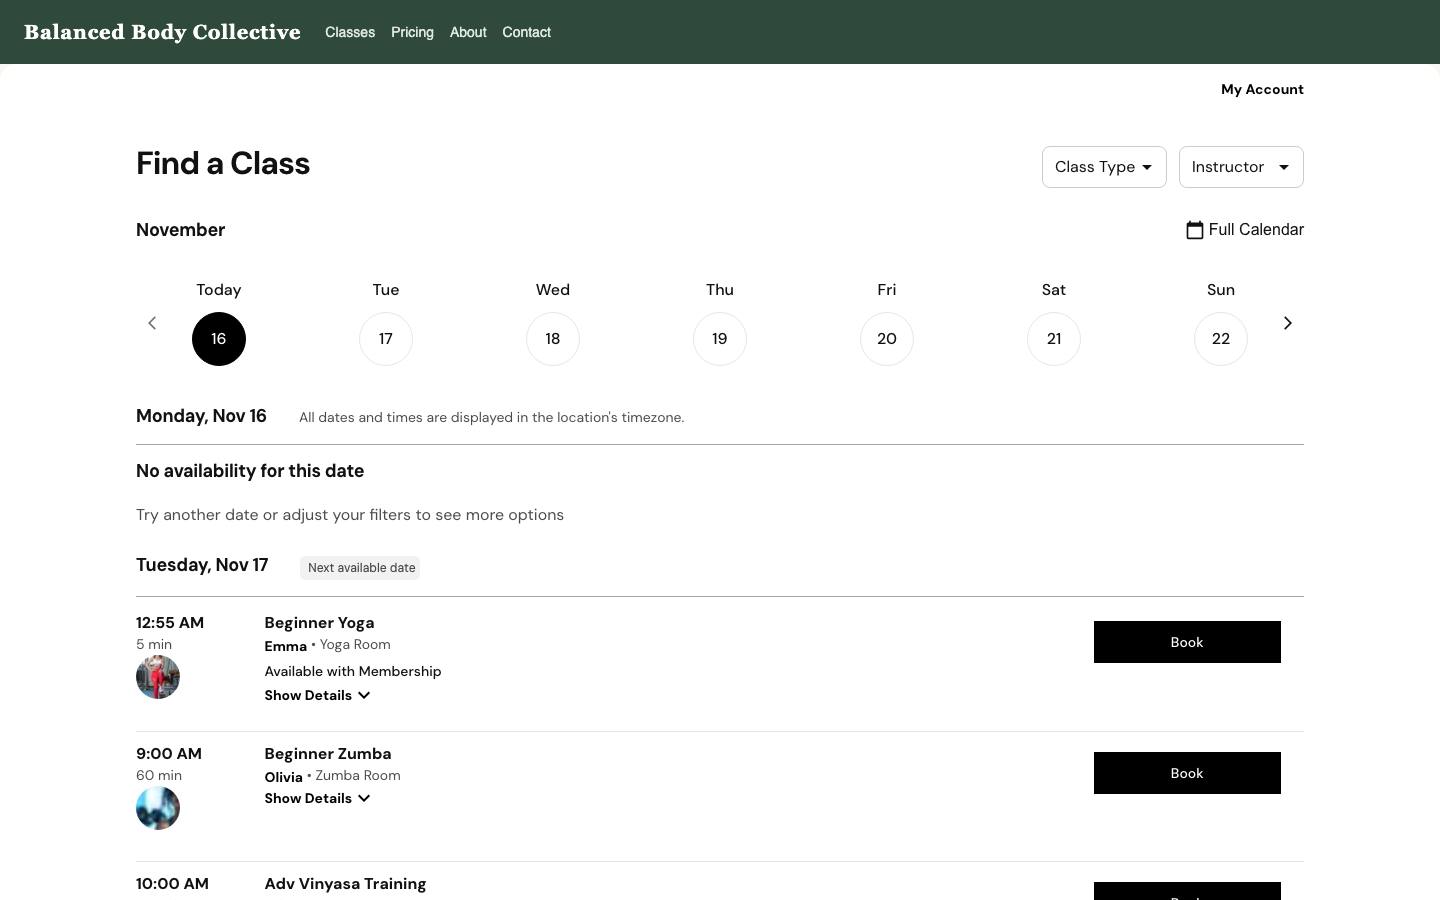 Balanced Body Collective Classes Pricing About Contact
My Account
Find a Class Class Type Instructor
November Full Calendar
Today Tue Wed Thu Fri Sat Sun
16 17 18 19 20 21 22
Monday, Nov 16 All dates and times are displayed in the location's timezone.
No availability for this date
Try another date or adjust your filters to see more options
Tuesday, Nov 17 Next available date
12:55 AM Beginner Yoga Book
5 min Emma • Yoga Room
Available with Membership
Show Details
9:00 AM Beginner Zumba Book
60 min Olivia • Zumba Room
Show Details
10:00 AM Adv Vinyasa Training